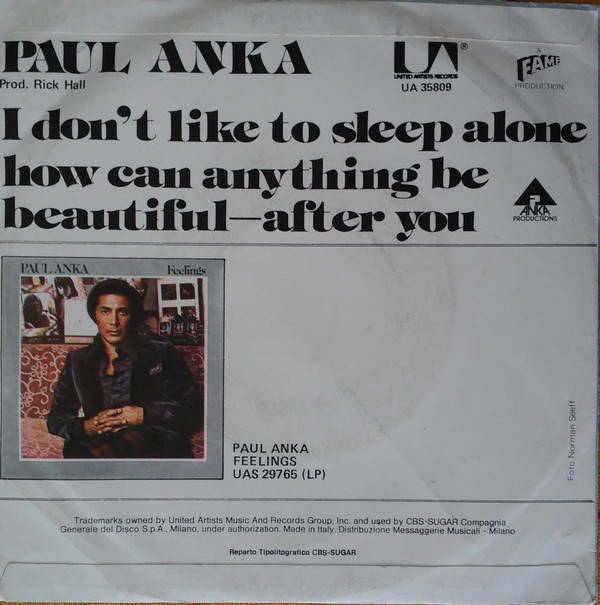 PAUL ANKA
Prod. Rick Hall
UA®
UNITED ARTISTS RECORDS
UA 35809
A
FAME
PRODUCTION
I don't like to sleep alone
how can anything be
beautiful—after you
ANKA
PRODUCTIONS
PAUL ANKA Feelings
PAUL ANKA
FEELINGS
UAS 29765 (LP)
Foto Norman Seeff
Trademarks owned by United Artists Music And Records Group, Inc. and used by CBS-SUGAR Compagnia
Generale del Disco S.p.A., Milano, under authorization. Made in Italy. Distribuzione Messaggerie Musicali - Milano
Reparto Tipolitografico CBS-SUGAR